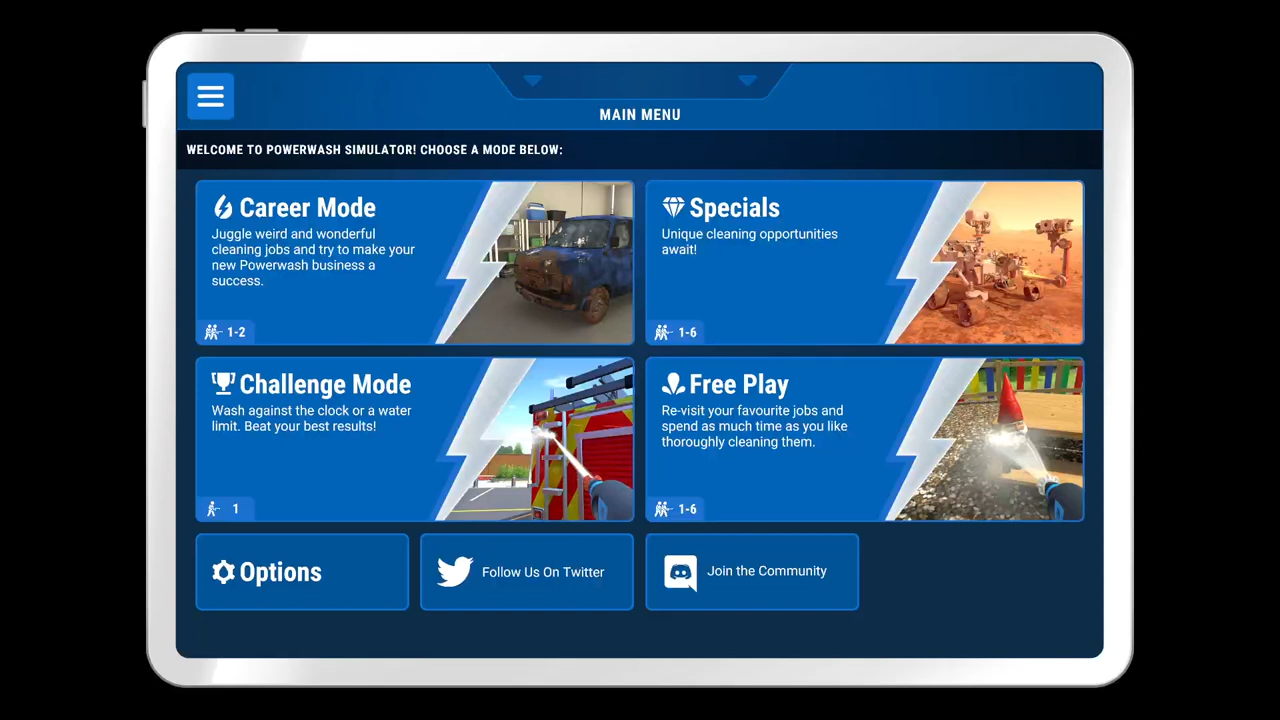 MAIN MENU
WELCOME TO POWERWASH SIMULATOR! CHOOSE A MODE BELOW:
Career Mode
Juggle weird and wonderful
cleaning jobs and try to make your
new Powerwash business a
success.
1-2
Specials
Unique cleaning opportunities
await!
1-6
Challenge Mode
Wash against the clock or a water
limit. Beat your best results!
1
Free Play
Re-visit your favourite jobs and
spend as much time as you like
thoroughly cleaning them.
1-6
Options
Follow Us On Twitter
Join the Community